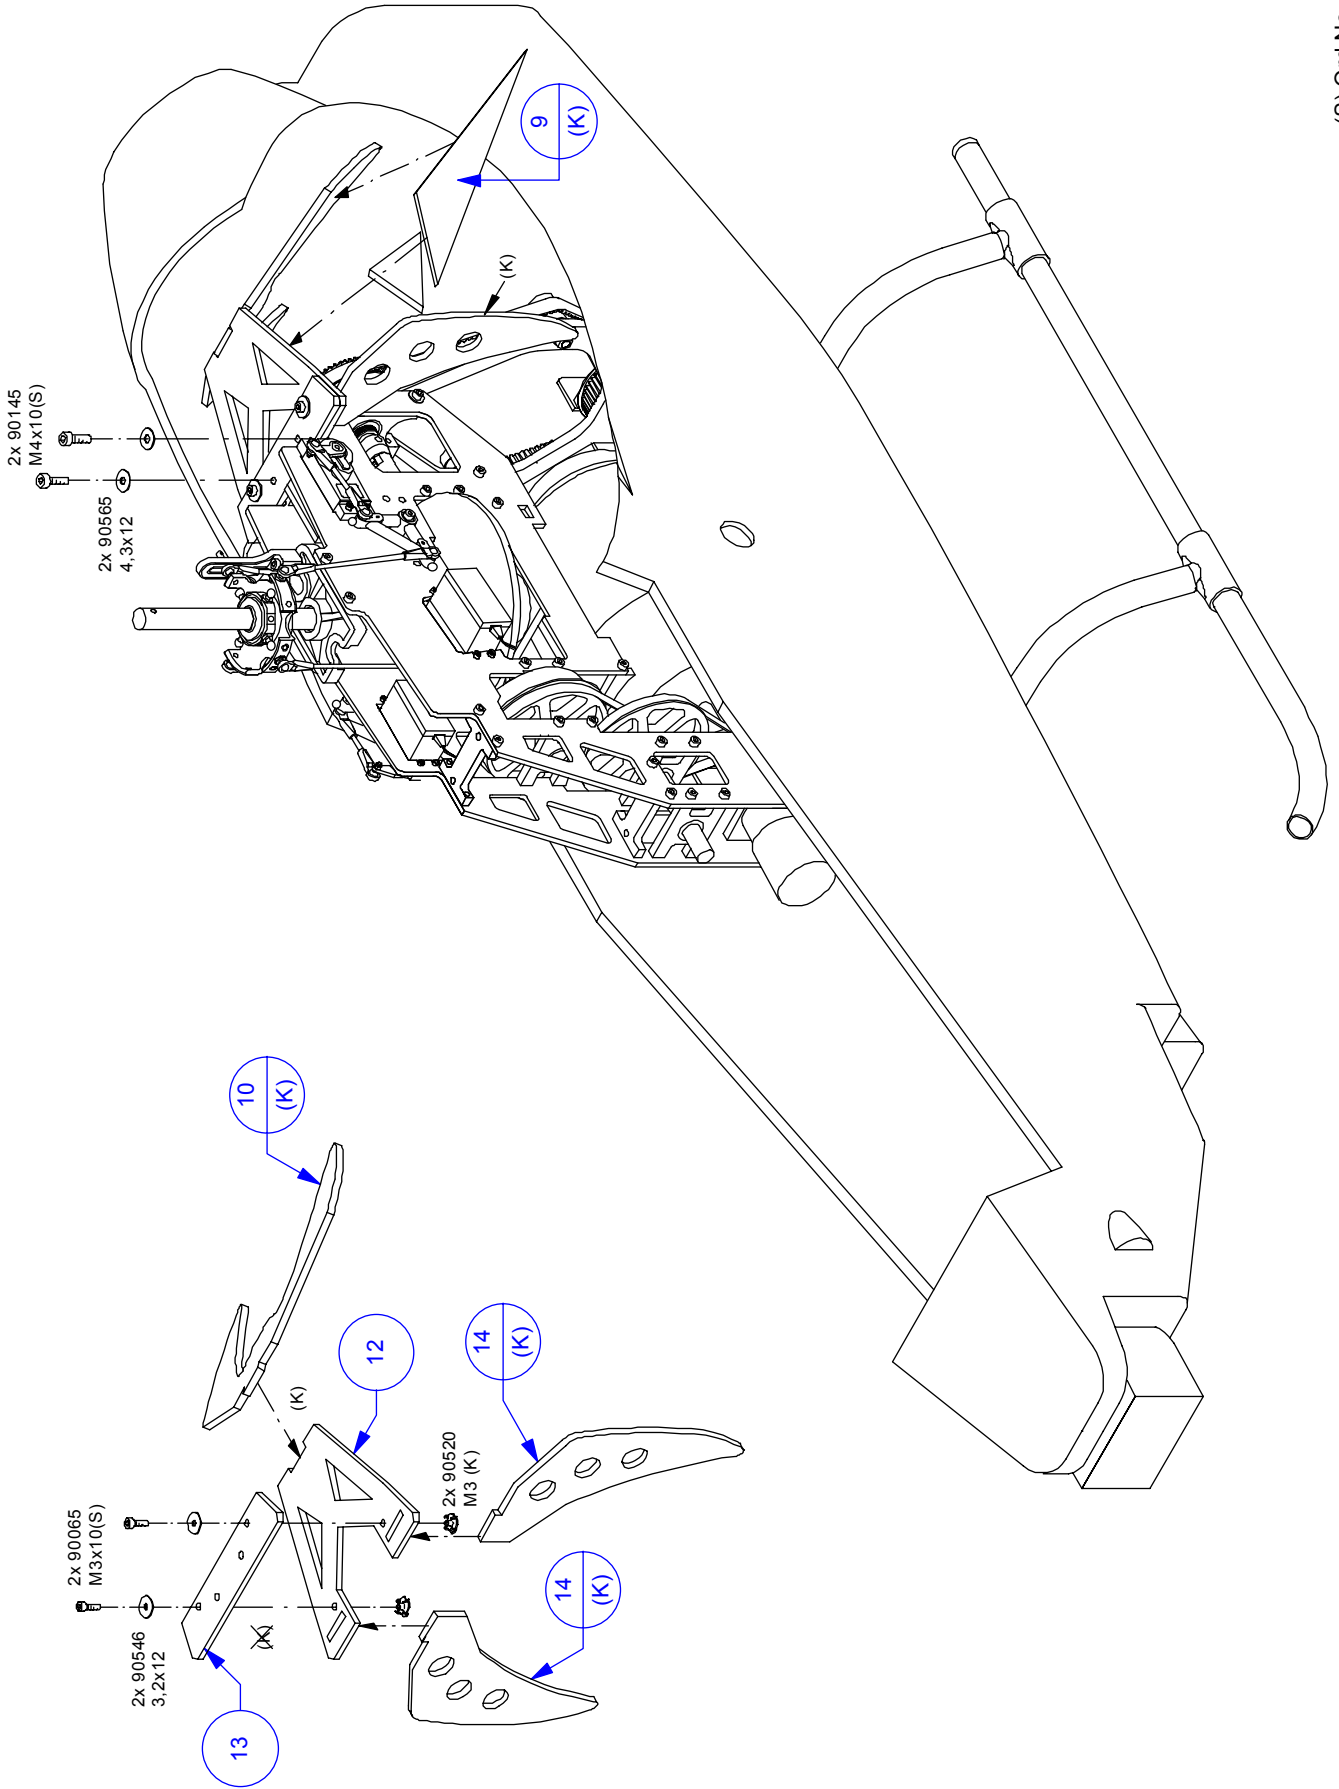 2x 90145
M4x10(S)
2x 90565
4,3x12
9
(K)
(K)
10
(K)
(K)
12
14
(K)
2x 90520
M3 (K)
2x 90065
M3x10(S)
2x 90546
3,2x12
(K)
13
14
(K)